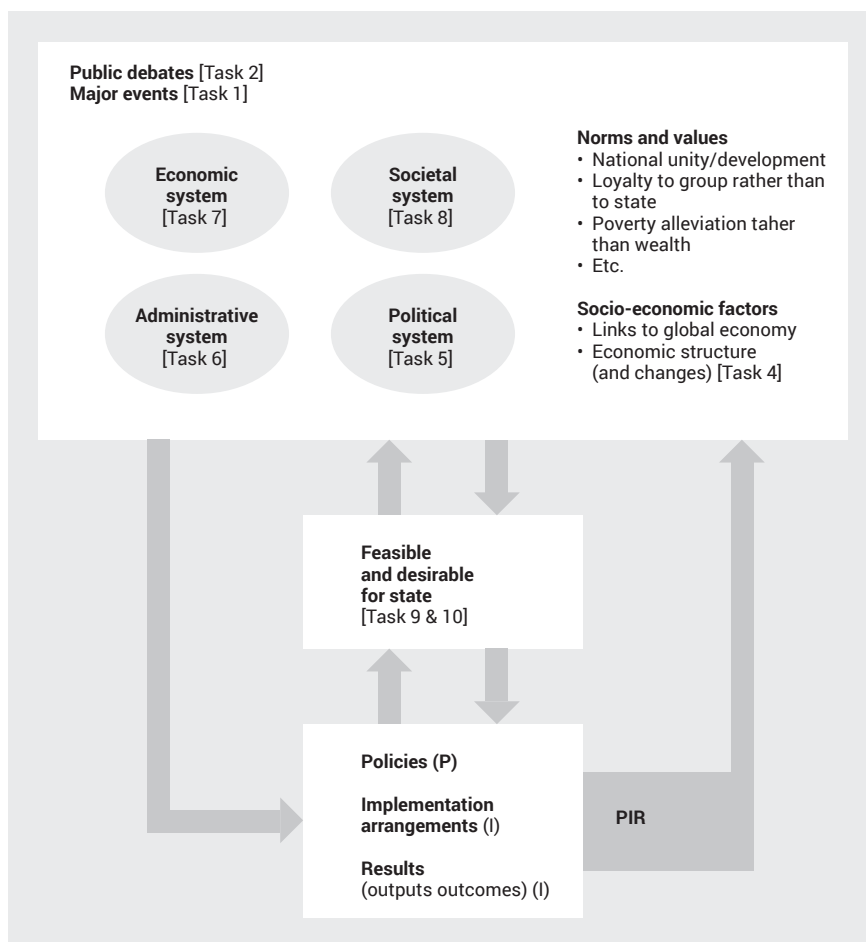 Public debates [Task 2]
Major events [Task 1]
Economic
system
[Task 7]
Societal
system
[Task 8]
Administrative
system
[Task 6]
Political
system
[Task 5]
Norms and values
• National unity/development
• Loyalty to group rather than
to state
• Poverty alleviation taher
than wealth
• Etc.
Socio-economic factors
• Links to global economy
• Economic structure
(and changes) [Task 4]
Feasible
and desirable
for state
[Task 9 & 10]
Policies (P)
Implementation
arrangements (I)
Results
(outputs outcomes) (I)
PIR